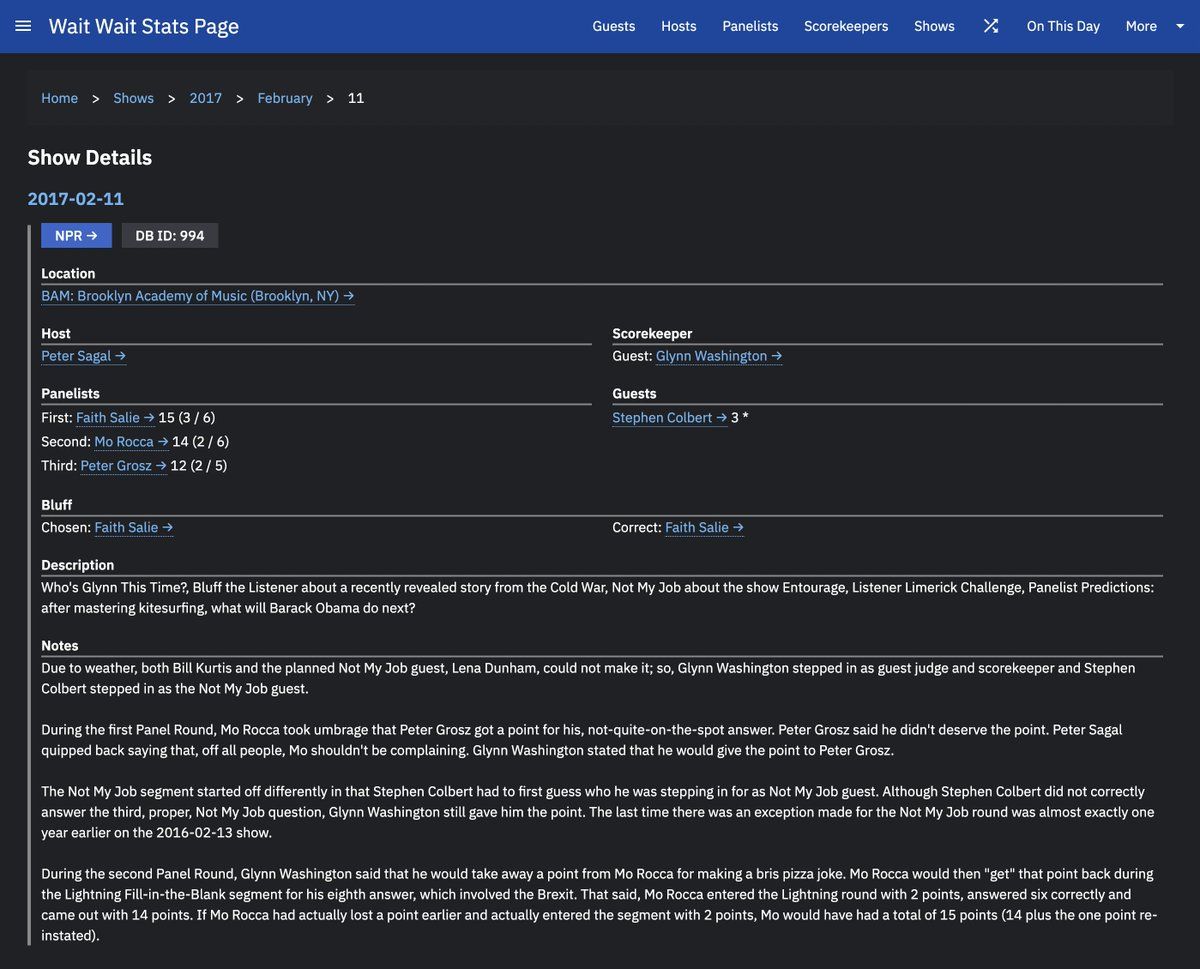 Wait Wait Stats Page
Guests Hosts Panelists Scorekeepers Shows On This Day More
Home > Shows > 2017 > February > 11
Show Details
2017-02-11
NPR → DB ID: 994
Location
BAM: Brooklyn Academy of Music (Brooklyn, NY) →
Host
Peter Sagal →
Scorekeeper
Guest: Glynn Washington →
Panelists
First: Faith Salie → 15 (3 / 6)
Second: Mo Rocca → 14 (2 / 6)
Third: Peter Grosz → 12 (2 / 5)
Guests
Stephen Colbert → 3 *
Bluff
Chosen: Faith Salie →
Correct: Faith Salie →
Description
Who's Glynn This Time?, Bluff the Listener about a recently revealed story from the Cold War, Not My Job about the show Entourage, Listener Limerick Challenge, Panelist Predictions:
after mastering kitesurfing, what will Barack Obama do next?
Notes
Due to weather, both Bill Kurtis and the planned Not My Job guest, Lena Dunham, could not make it; so, Glynn Washington stepped in as guest judge and scorekeeper and Stephen
Colbert stepped in as the Not My Job guest.
During the first Panel Round, Mo Rocca took umbrage that Peter Grosz got a point for his, not-quite-on-the-spot answer. Peter Grosz said he didn't deserve the point. Peter Sagal
quipped back saying that, off all people, Mo shouldn't be complaining. Glynn Washington stated that he would give the point to Peter Grosz.
The Not My Job segment started off differently in that Stephen Colbert had to first guess who he was stepping in for as Not My Job guest. Although Stephen Colbert did not correctly
answer the third, proper, Not My Job question, Glynn Washington still gave him the point. The last time there was an exception made for the Not My Job round was almost exactly one
year earlier on the 2016-02-13 show.
During the second Panel Round, Glynn Washington said that he would take away a point from Mo Rocca for making a bris pizza joke. Mo Rocca would then "get" that point back during
the Lightning Fill-in-the-Blank segment for his eighth answer, which involved the Brexit. That said, Mo Rocca entered the Lightning round with 2 points, answered six correctly and
came out with 14 points. If Mo Rocca had actually lost a point earlier and actually entered the segment with 2 points, Mo would have had a total of 15 points (14 plus the one point re-
instated).